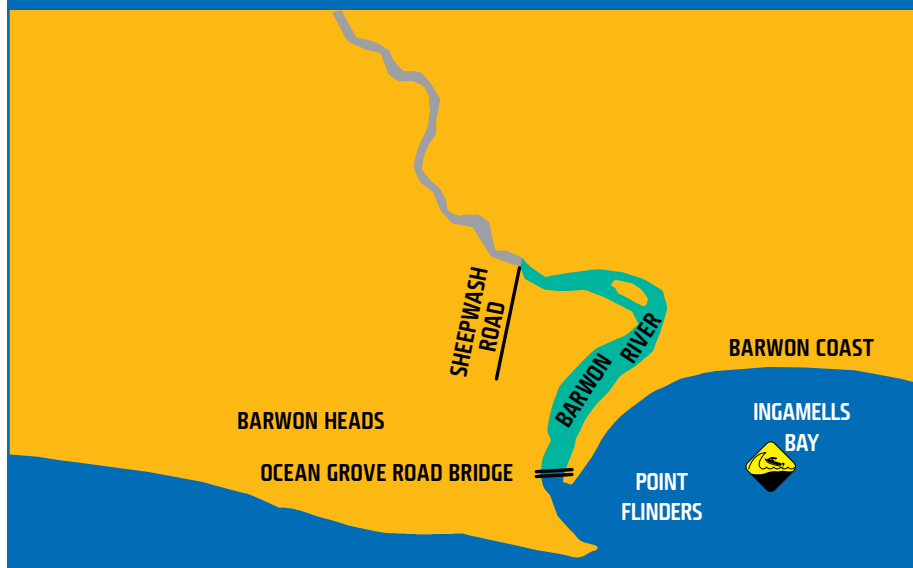 SHEEPWASH
ROAD
BARWON
RIVER
BARWON COAST
INGAMELLS
BAY
BARWON HEADS
OCEAN GROVE ROAD BRIDGE
POINT
FLINDERS